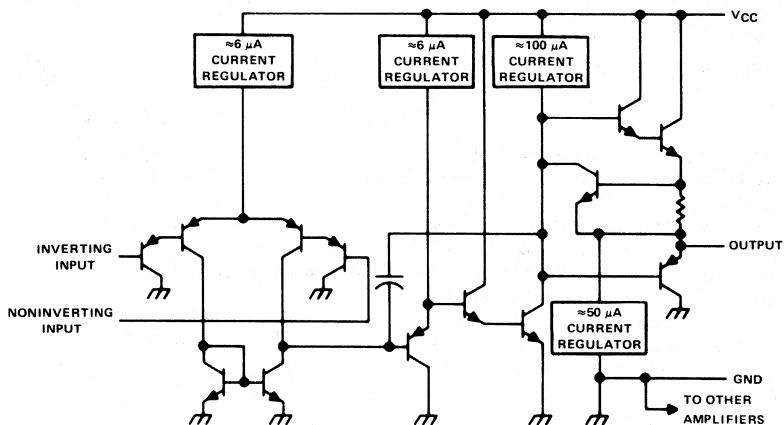 VCC
≈6 μA
CURRENT
REGULATOR
≈6 μA
CURRENT
REGULATOR
≈100 μA
CURRENT
REGULATOR
INVERTING
INPUT
OUTPUT
NONINVERTING
INPUT
≈50 μA
CURRENT
REGULATOR
GND
TO OTHER
AMPLIFIERS